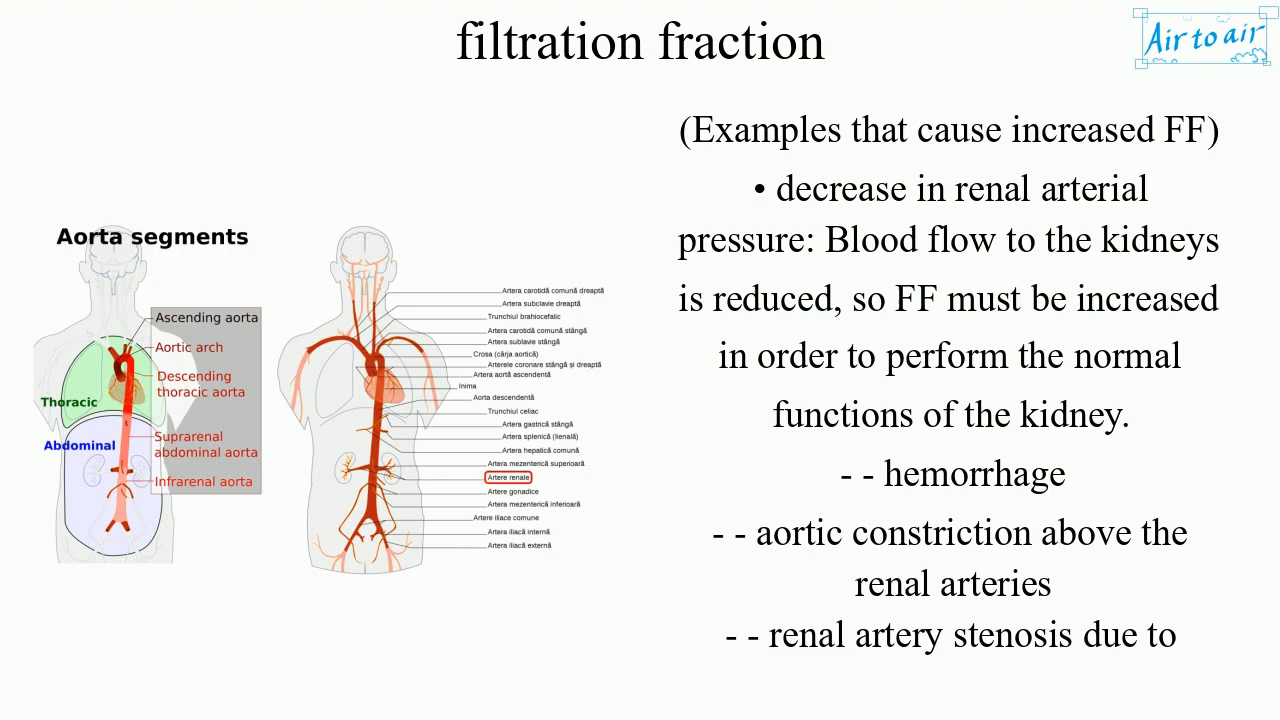 filtration fraction
Air to air
(Examples that cause increased FF)
• decrease in renal arterial
pressure: Blood flow to the kidneys
is reduced, so FF must be increased
in order to perform the normal
functions of the kidney.
- - hemorrhage
- - aortic constriction above the
renal arteries
- - renal artery stenosis due to
Aorta segments
Ascending aorta
Aortic arch
Descending
thoracic aorta
Thoracic
Abdominal
Suprarenal
abdominal aorta
Infrarenal aorta
Artera carotidă comună dreaptă
Artera subclavie dreaptă
Trunchiul brahiocefalic
Artera carotidă comună stângă
Artera sublavie stângă
Crosa (cârja aortică)
Arterele coronare stângă și dreaptă
Artera aortă ascendentă
Inima
Aorta descendentă
Trunchiul celiac
Artera gastrică stângă
Artera splenică (lienală)
Artera hepatică comună
Artera mezenterică superioară
Artere renale
Artere gonadice
Artera mezenterică inferioară
Artere iliace comune
Artera iliacă internă
Artera iliacă externă